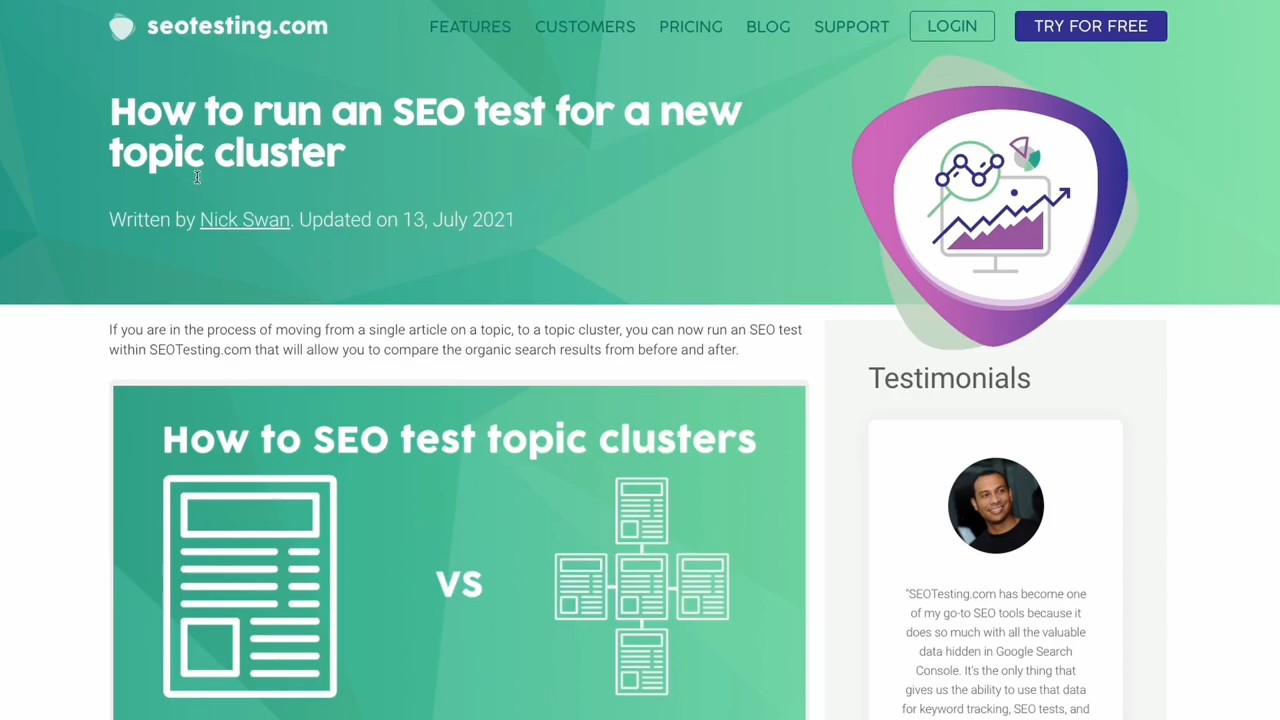 seotesting.com
FEATURES CUSTOMERS PRICING BLOG SUPPORT LOGIN TRY FOR FREE
How to run an SEO test for a new
topic cluster
Written by Nick Swan. Updated on 13, July 2021
If you are in the process of moving from a single article on a topic, to a topic cluster, you can now run an SEO test
within SEOTesting.com that will allow you to compare the organic search results from before and after.
How to SEO test topic clusters
VS
Testimonials
"SEOTesting.com has become one
of my go-to SEO tools because it
does so much with all the valuable
data hidden in Google Search
Console. It's the only thing that
gives us the ability to use that data
for keyword tracking, SEO tests, and